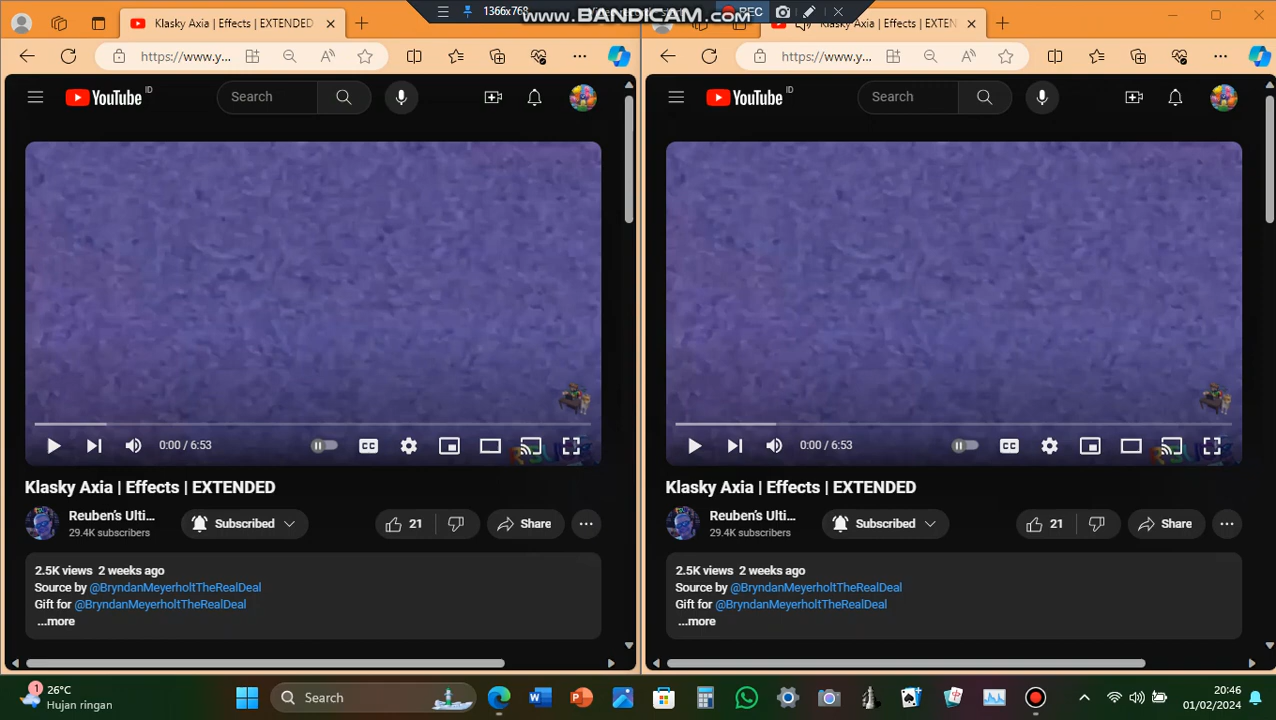 Klasky Axia | Effects | EXTENDED
1366x768
www.BANDICAM.com
REC
Klasky Axia | Effects | EXTEN
https://www.y...
https://www.y...
YouTube ID
Search
YouTube ID
Search
0:00 / 6:53
CC
0:00 / 6:53
CC
Klasky Axia | Effects | EXTENDED
Reuben's Ulti...
29.4K subscribers
Subscribed
21
Share
2.5K views 2 weeks ago
Source by @BryndanMeyerholtTheRealDeal
Gift for @BryndanMeyerholtTheRealDeal
...more
Klasky Axia | Effects | EXTENDED
Reuben's Ulti...
29.4K subscribers
Subscribed
21
Share
2.5K views 2 weeks ago
Source by @BryndanMeyerholtTheRealDeal
Gift for @BryndanMeyerholtTheRealDeal
...more
1
26°C
Hujan ringan
Search
20:46
01/02/2024